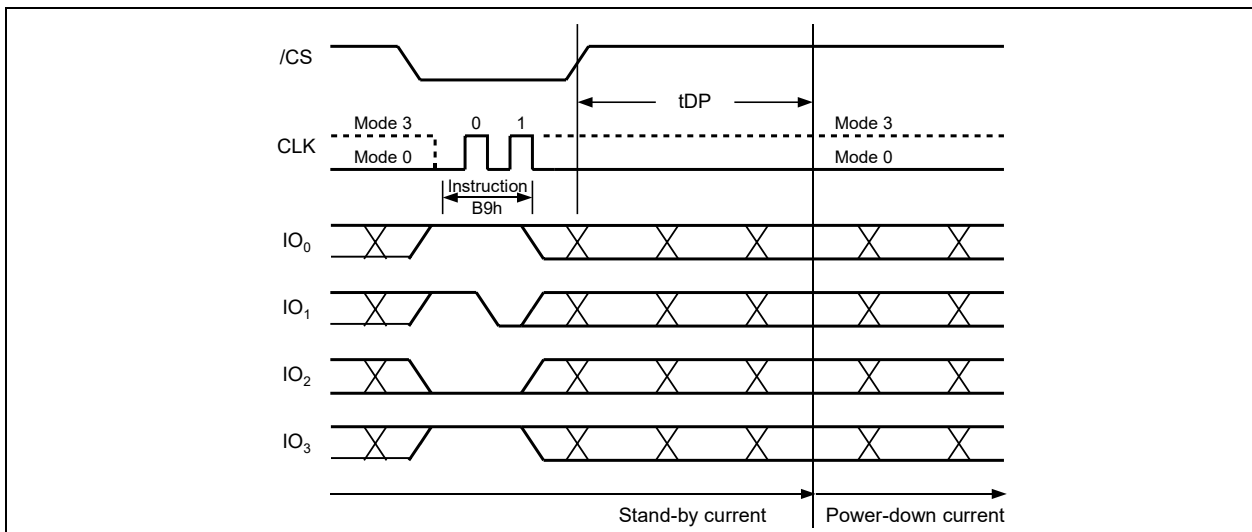 /CS
tDP
Mode 3 0 1 Mode 3
CLK
Mode 0 Mode 0
Instruction
B9h
IO0
IO1
IO2
IO3
Stand-by current Power-down current